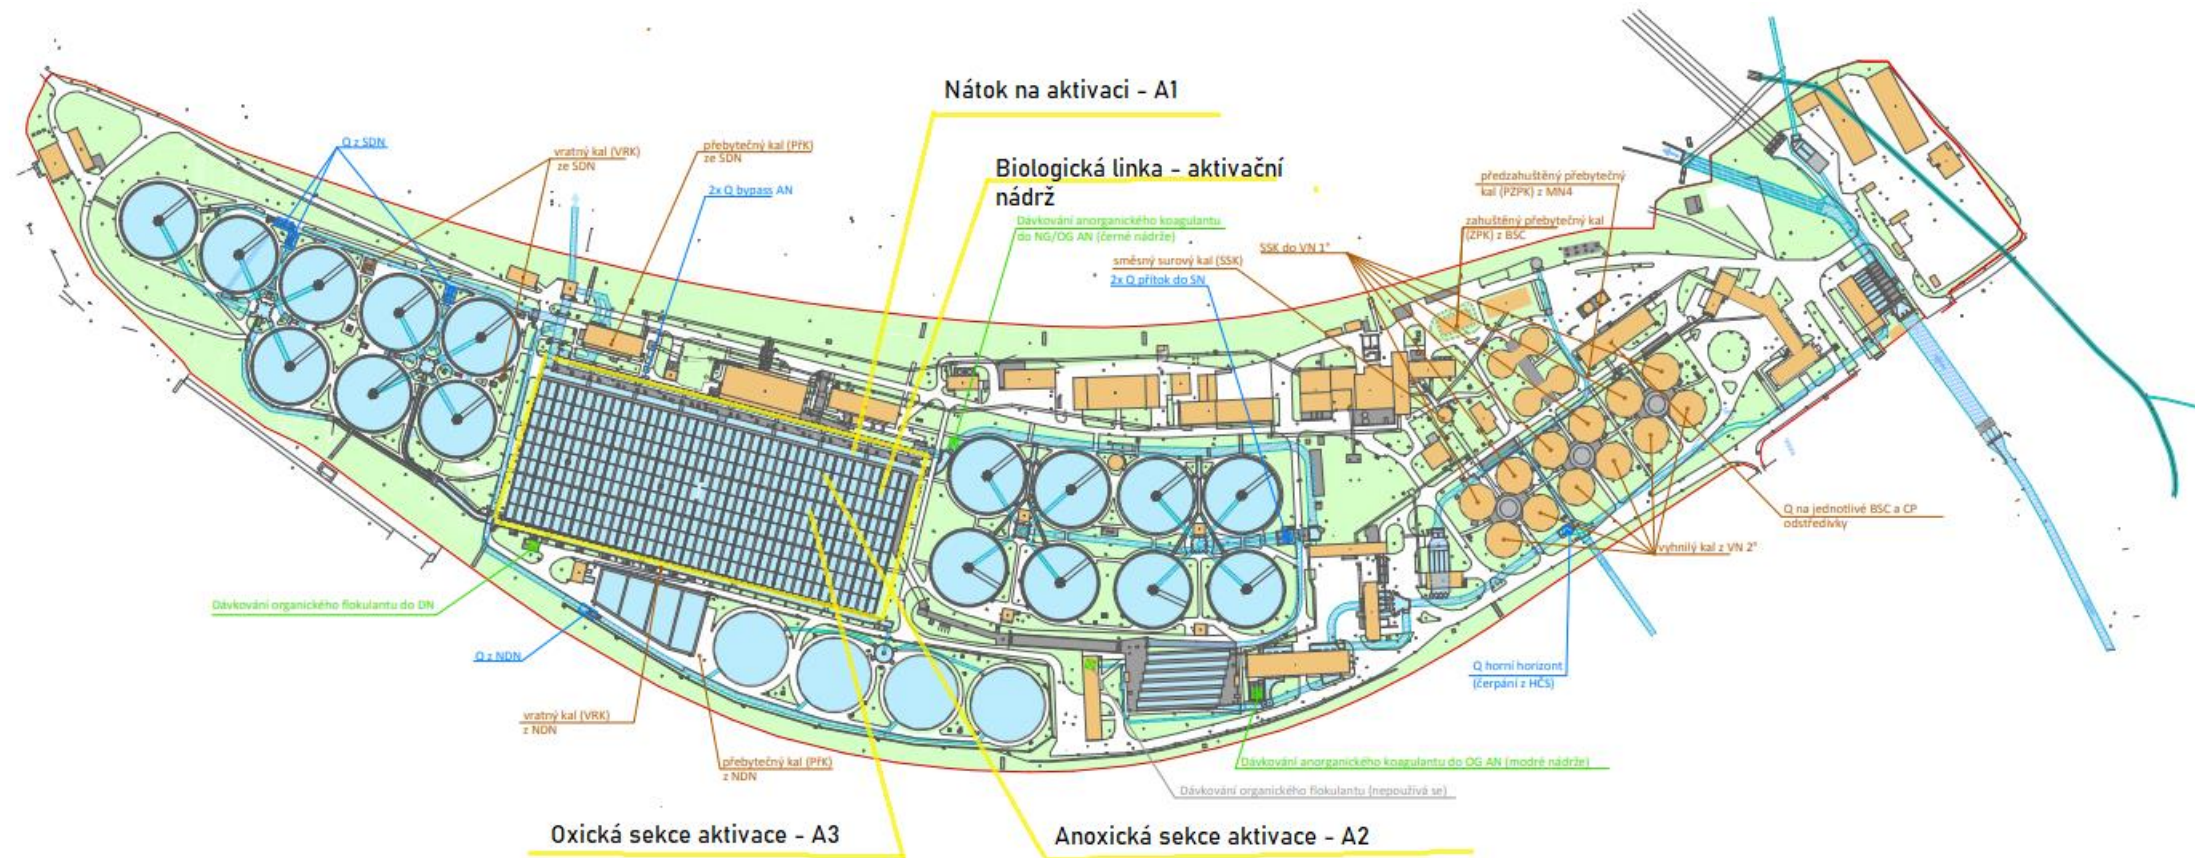 Nátok na aktivaci - A1
Q z SDN
vratný kal (VRK)
ze SDN
přebytečný kal (PřK)
ze SDN
2x Q bypass AN
Biologická linka - aktivační
nádrž
Dávkování anorganického koagulantu
do NG/OG AN (černé nádrže)
směsný surový kal (SSK)
2x Q přítok do SN
SSK do VN 1°
předzahuštěný přebytečný
kal (PZPK) z MN4
zahuštěný přebytečný kal
(ZPK) z BSC
Q na jednotlivé BSC a CP
odstředivky
vyhnilý kal z VN 2°
Dávkování organického flokulantu do DN
Q z NDN
Q horní horizont
(čerpání z HČS)
vratný kal (VRK)
z NDN
přebytečný kal (PřK)
z NDN
Dávkování anorganického koagulantu do OG AN (modré nádrže)
Dávkování organického flokulantu (nepoužívá se)
Oxická sekce aktivace - A3
Anoxická sekce aktivace - A2